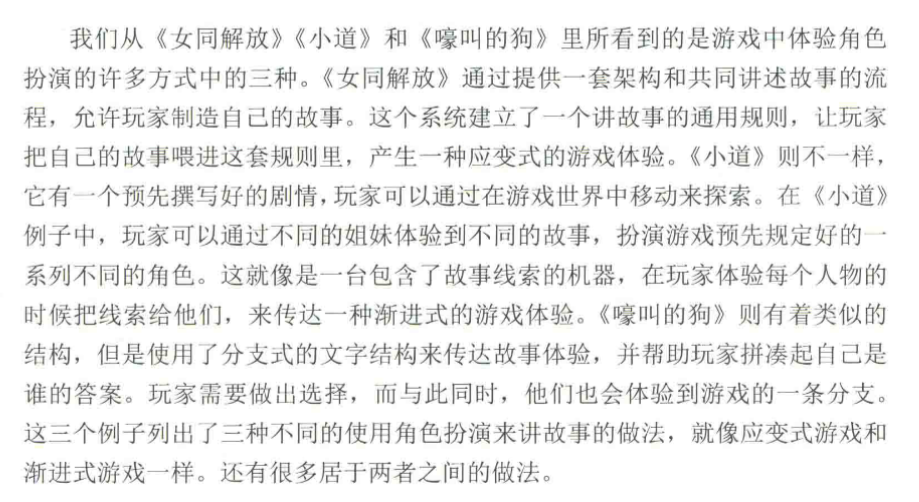 我们从《女同解放》《小道》和《嚎叫的狗》里所看到的是游戏中体验角色
扮演的许多方式中的三种。《女同解放》通过提供一套架构和共同讲述故事的流
程，允许玩家制造自己的故事。这个系统建立了一个讲故事的通用规则，让玩家
把自己的故事喂进这套规则里，产生一种应变式的游戏体验。《小道》则不一样，
它有一个预先撰写好的剧情，玩家可以通过在游戏世界中移动来探索。在《小道》
例子中，玩家可以通过不同的姐妹体验到不同的故事，扮演游戏预先规定好的一
系列不同的角色。这就像是一台包含了故事线索的机器，在玩家体验每个人物的
时候把线索给他们，来传达一种渐进式的游戏体验。《嚎叫的狗》则有着类似的
结构，但是使用了分支式的文字结构来传达故事体验，并帮助玩家拼凑起自己是
谁的答案。玩家需要做出选择，而与此同时，他们也会体验到游戏的一条分支。
这三个例子列出了三种不同的使用角色扮演来讲故事的做法，就像应变式游戏和
渐进式游戏一样。还有很多居于两者之间的做法。